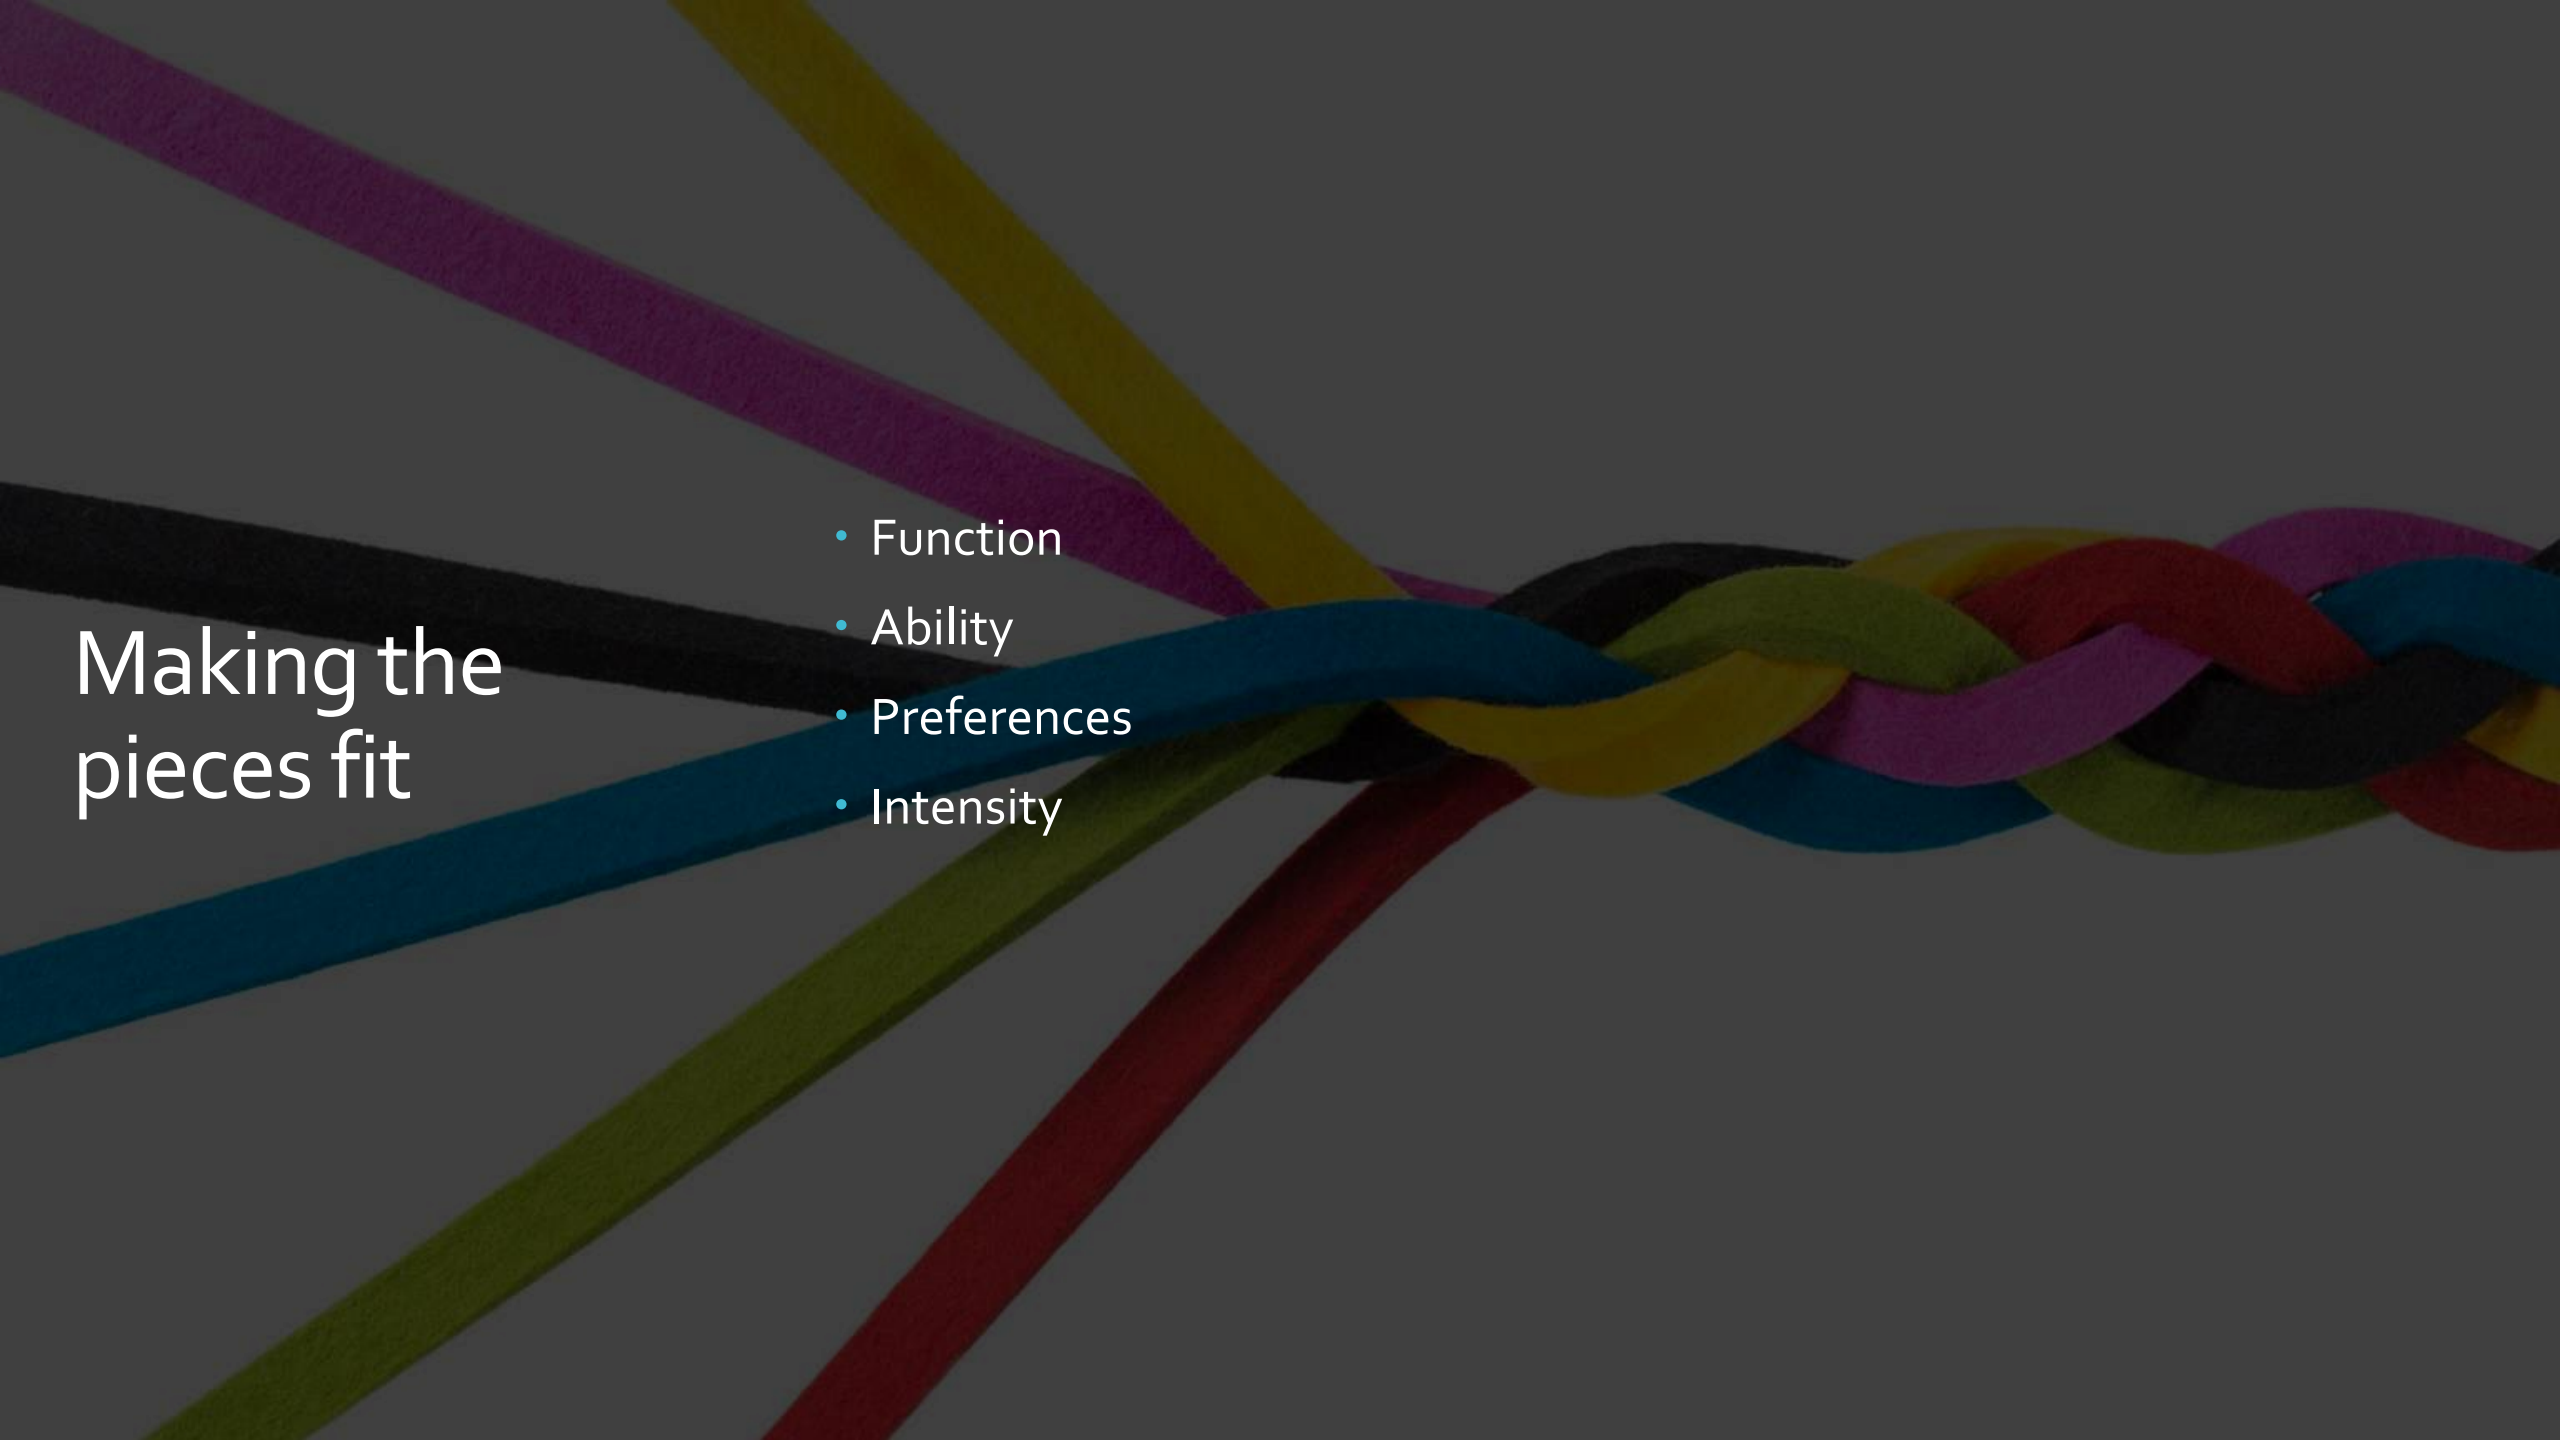 Making the
pieces fit
• Function
• Ability
• Preferences
• Intensity